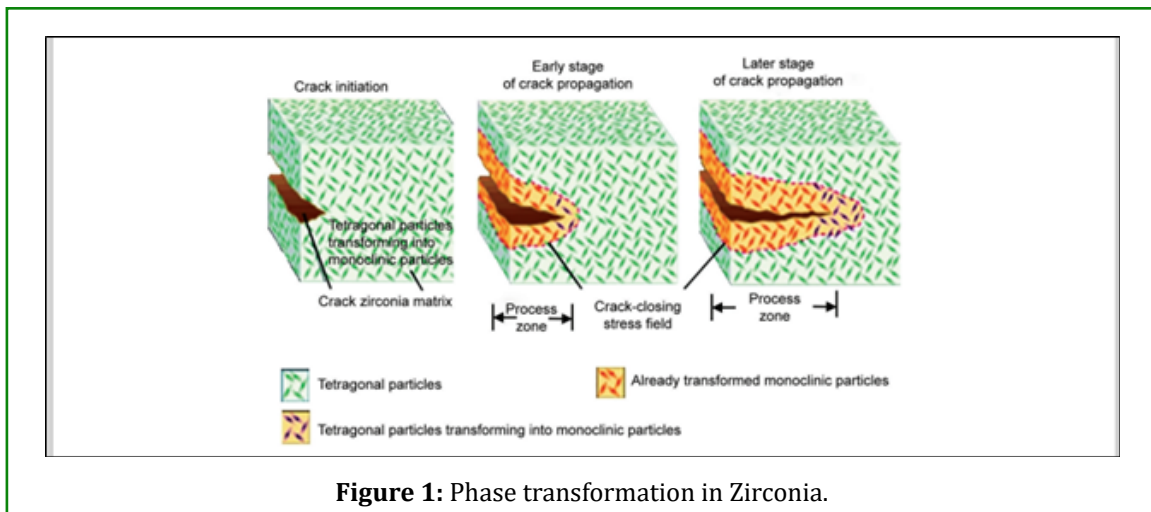 Crack initiation
Early stage
of crack propagation
Later stage
of crack propagation
Tetragonal particles
transforming into
monoclinic particles
Crack zirconia matrix
Process
zone
Crack-closing
stress field
Process
zone
Tetragonal particles
Already transformed monoclinic particles
Tetragonal particles transforming into monoclinic particles
Figure 1: Phase transformation in Zirconia.